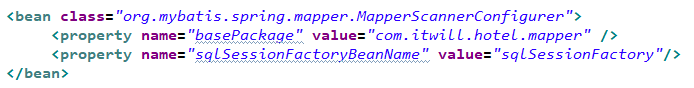 <bean class="org.mybatis.spring.mapper.MapperScannerConfigurer">
<property name="basePackage" value="com.itwill.hotel.mapper" />
<property name="sqlSessionFactoryBeanName" value="sqlSessionFactory"/>
</bean>